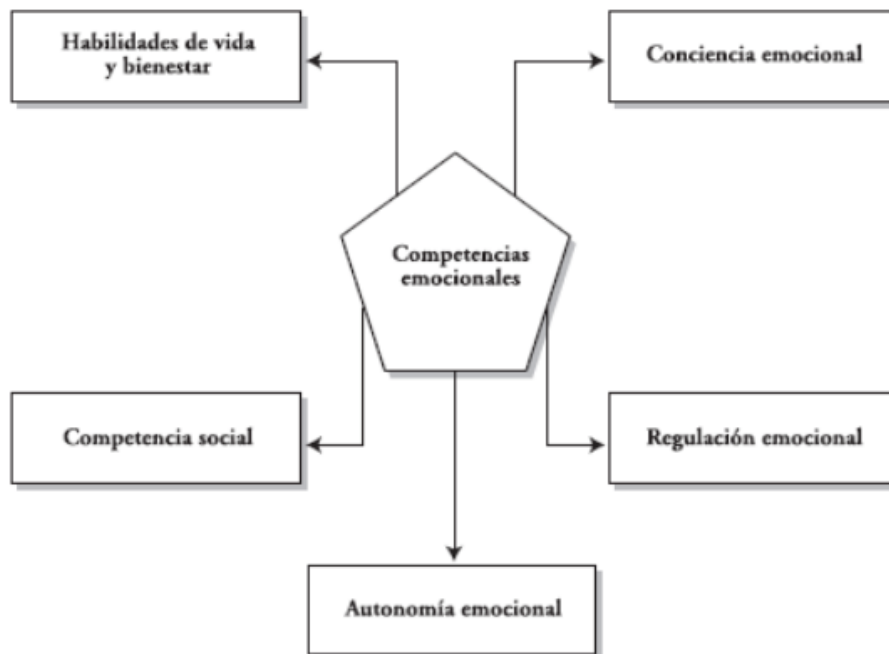 Habilidades de vida
y bienestar
Conciencia emocional
Competencias
emocionales
Competencia social
Regulación emocional
Autonomía emocional